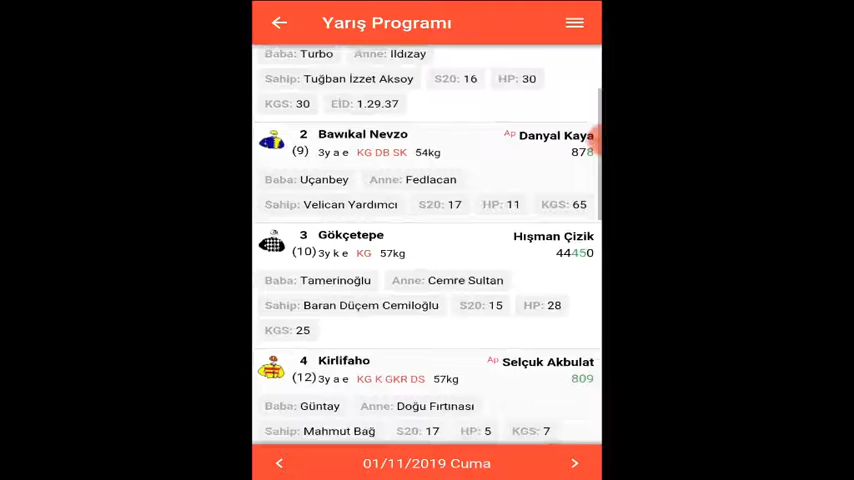 Yarış Programı
Baba: Turbo Anne: Ildızay
Sahip: Tuğban İzzet Aksoy S20: 16 HP: 30
KGS: 30 EİD: 1.29.37
2 Bawıkal Nevzo Ap Danyal Kaya
(9) 3y a e KG DB SK 54kg 878
Baba: Uçanbey Anne: Fedlacan
Sahip: Velican Yardımcı S20: 17 HP: 11 KGS: 65
3 Gökçetepe Hışman Çizik
(10) 3y k e KG 57kg 44450
Baba: Tamerinoğlu Anne: Cemre Sultan
Sahip: Baran Düçem Cemiloğlu S20: 15 HP: 28
KGS: 25
4 Kirlifaho Ap Selçuk Akbulat
(12) 3y a e KG K GKR DS 57kg 809
Baba: Güntay Anne: Doğu Fırtınası
Sahip: Mahmut Bağ S20: 17 HP: 5 KGS: 7
01/11/2019 Cuma